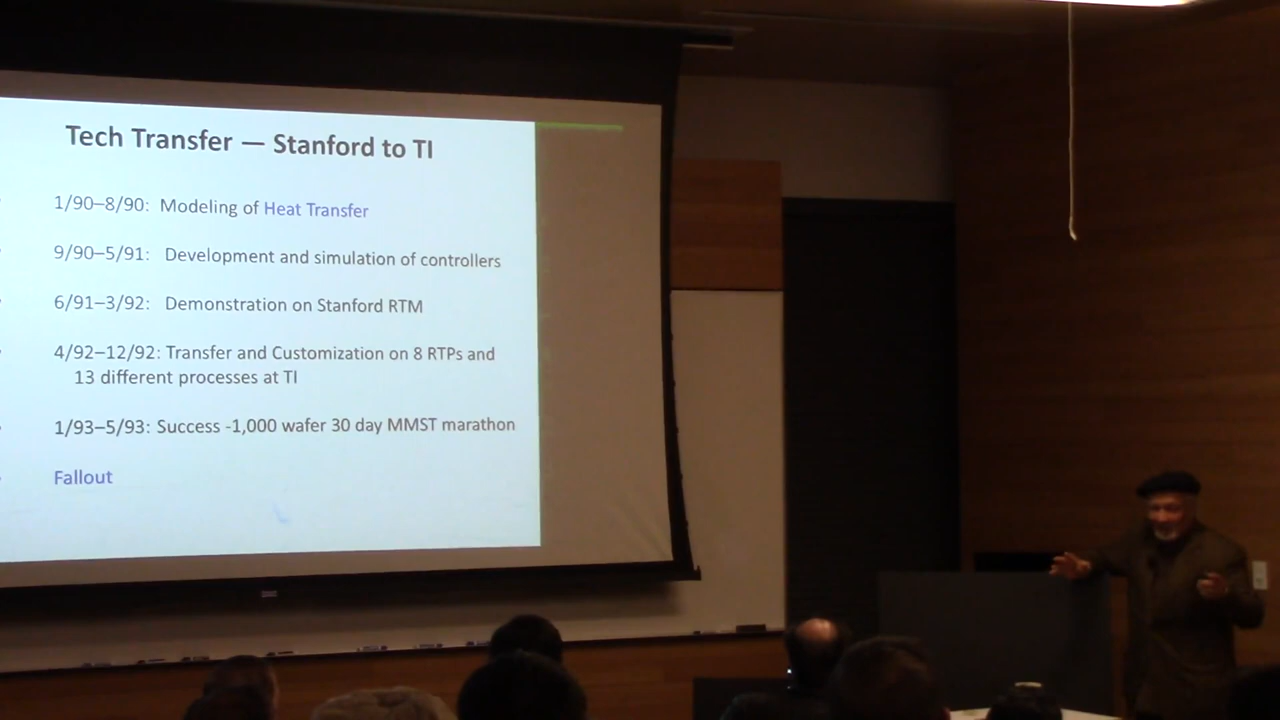 Tech Transfer — Stanford to TI
1/90–8/90: Modeling of Heat Transfer
9/90–5/91: Development and simulation of controllers
6/91–3/92: Demonstration on Stanford RTM
4/92–12/92: Transfer and Customization on 8 RTPs and
13 different processes at TI
1/93–5/93: Success -1,000 wafer 30 day MMST marathon
Fallout